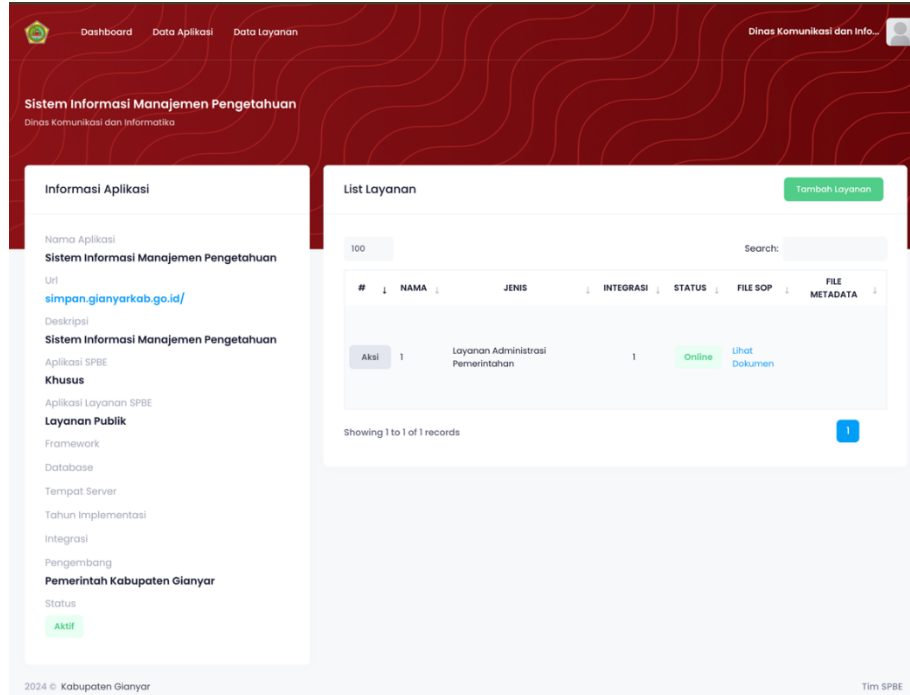 Dashboard Data Aplikasi Data Layanan Dinas Komunikasi dan Info...
Sistem Informasi Manajemen Pengetahuan
Dinas Komunikasi dan Informatika
Informasi Aplikasi
Nama Aplikasi
Sistem Informasi Manajemen Pengetahuan
Url
simpan.gianyarkab.go.id/
Deskripsi
Sistem Informasi Manajemen Pengetahuan
Aplikasi SPBE
Khusus
Aplikasi Layanan SPBE
Layanan Publik
Framework
Database
Tempat Server
Tahun Implementasi
Integrasi
Pengembang
Pemerintah Kabupaten Gianyar
Status
Aktif
List Layanan Tambah Layanan
100 Search:
# ↓ NAMA ↓ JENIS ↓ INTEGRASI ↓ STATUS ↓ FILE SOP ↓ FILE METADATA ↓
Aksi 1 Layanan Administrasi 1 Online Lihat
Pemerintahan Dokumen
Showing 1 to 1 of 1 records 1
2024 © Kabupaten Gianyar Tim SPBE